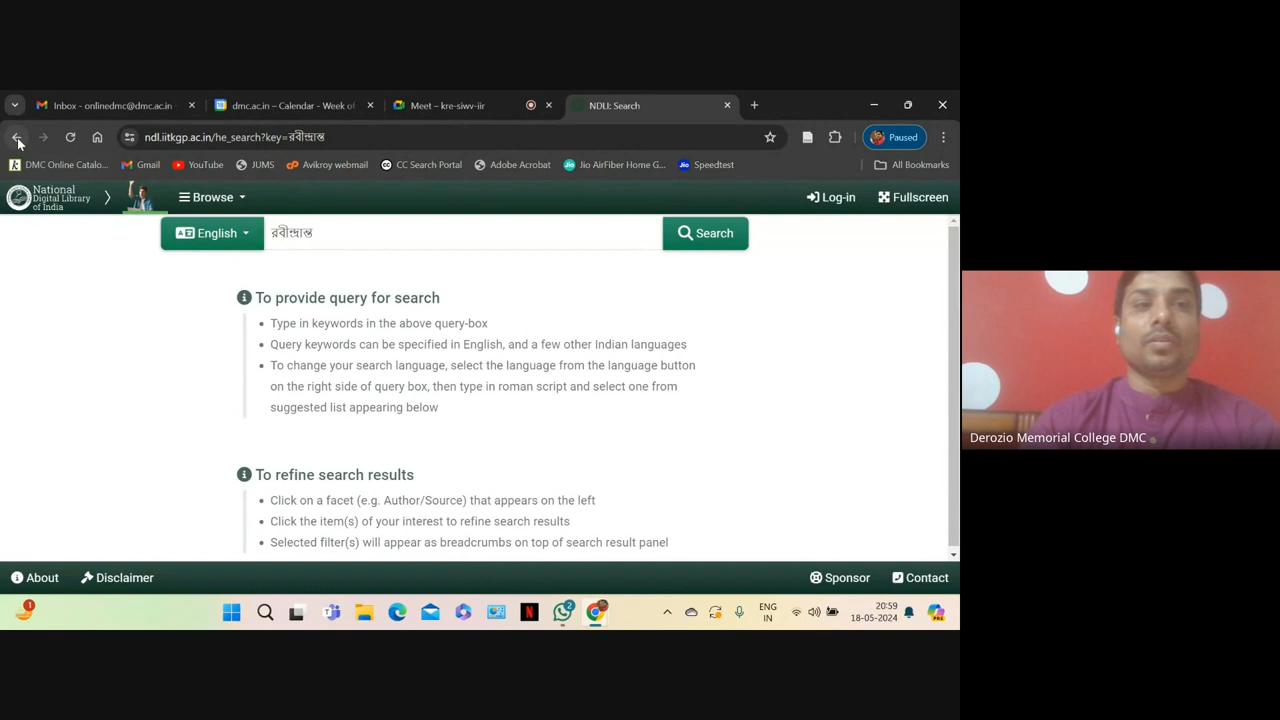 Inbox - onlinedmc@dmc.ac.in
dmc.ac.in – Calendar - Week of
Meet – kre-siwv-iir
NDLI: Search
ndl.iitkgp.ac.in/he_search?key=রবীন্দ্রান্ত
Paused
DMC Online Catalo...
Gmail
YouTube
JUMS
Avikroy webmail
CC Search Portal
Adobe Acrobat
Jio AirFiber Home G...
Speedtest
All Bookmarks
National
Digital Library
of India
Browse
Log-in
Fullscreen
English
রবীন্দ্রান্ত
Search
To provide query for search
Type in keywords in the above query-box
Query keywords can be specified in English, and a few other Indian languages
To change your search language, select the language from the language button
on the right side of query box, then type in roman script and select one from
suggested list appearing below
To refine search results
Click on a facet (e.g. Author/Source) that appears on the left
Click the item(s) of your interest to refine search results
Selected filter(s) will appear as breadcrumbs on top of search result panel
About
Disclaimer
Sponsor
Contact
1
2
ENG
IN
20:59
18-05-2024
Derozio Memorial College DMC